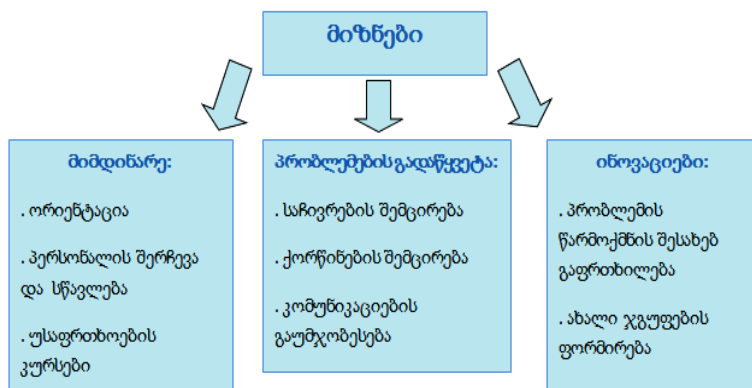 მიზნები
მიმდინარე:
. ორიენტაცია
. პერსონალის შერჩევა
და სწავლება
. უსაფრთხოების
კურსები
პრობლემების გადაწყვეტა:
. საჩივრების შემცირება
. ქორწინების შემცირება
. კომუნიკაციების
გაუმჯობესება
ინოვაციები:
. პრობლემის
წარმოქმნის შესახებ
გაფრთხილება
. ახალი ჯგუფების
ფორმირება